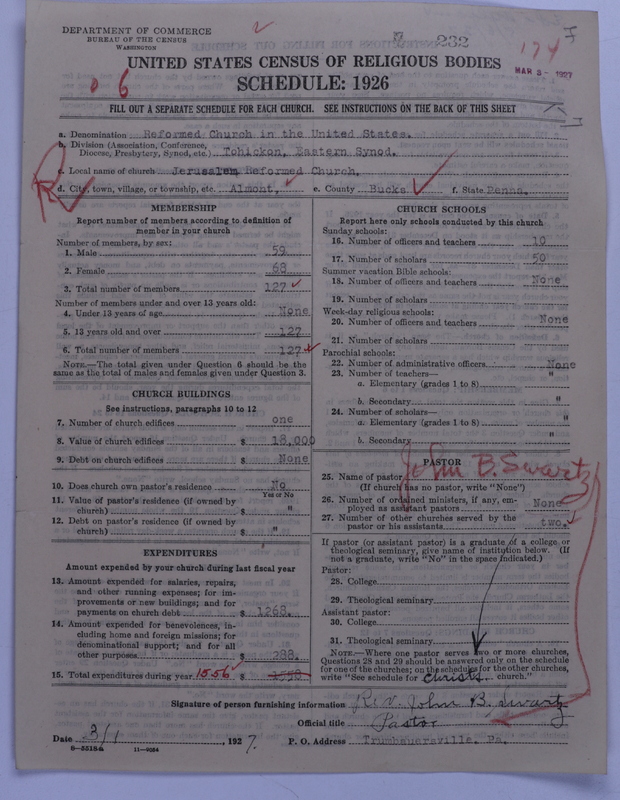 DEPARTMENT OF COMMERCE
BUREAU OF THE CENSUS
WASHINGTON
232
174
MAR 3 - 1927
UNITED STATES CENSUS OF RELIGIOUS BODIES
6
SCHEDULE: 1926
FILL OUT A SEPARATE SCHEDULE FOR EACH CHURCH. SEE INSTRUCTIONS ON THE BACK OF THIS SHEET
a. Denomination Reformed Church in the United States.
b. Division (Association, Conference,
Diocese, Presbytery, Synod, etc.) Tohickon, Eastern Synod.
c. Local name of church Jerusalem Reformed Church,
R
d. City, town, village, or township, etc. Almont, e. County Bucks f. State Penna.
MEMBERSHIP
Report number of members according to definition of
member in your church
Number of members, by sex:
1. Male 59
2. Female 68
3. Total number of members 127
Number of members under and over 13 years old:
4. Under 13 years of age None
5. 13 years old and over 127
6. Total number of members 127
NOTE.—The total given under Question 6 should be the
same as the total of males and females given under Question 3.
CHURCH BUILDINGS
See instructions, paragraphs 10 to 12
7. Number of church edifices one
8. Value of church edifices $ 18,000
9. Debt on church edifices $ None
10. Does church own pastor's residence No
Yes or No
11. Value of pastor's residence (if owned by
church) $ "
12. Debt on pastor's residence (if owned by
church) $ "
EXPENDITURES
Amount expended by your church during last fiscal year
13. Amount expended for salaries, repairs,
and other running expenses; for im-
provements or new buildings; and for
payments on church debt $ 1268.
14. Amount expended for benevolences, in-
cluding home and foreign missions; for
denominational support; and for all
other purposes $ 288.
15. Total expenditures during year 1556 $
CHURCH SCHOOLS
Report here only schools conducted by this church
Sunday schools:
16. Number of officers and teachers 10
17. Number of scholars 50
Summer vacation Bible schools:
18. Number of officers and teachers None
19. Number of scholars
Week-day religious schools:
20. Number of officers and teachers None
21. Number of scholars
Parochial schools:
22. Number of administrative officers None
23. Number of teachers—
a. Elementary (grades 1 to 8) "
b. Secondary "
24. Number of scholars—
a. Elementary (grades 1 to 8) "
b. Secondary "
PASTOR
25. Name of pastor John B. Swartz
(If church has no pastor, write "None")
26. Number of ordained ministers, if any, em-
ployed as assistant pastors None
27. Number of other churches served by the
pastor or his assistants two.
If pastor (or assistant pastor) is a graduate of a college or
theological seminary, give name of institution below. (If
not a graduate, write "No" in the space indicated.)
Pastor:
28. College
29. Theological seminary
Assistant pastor:
30. College
31. Theological seminary
NOTE.—Where one pastor serves two or more churches,
Questions 28 and 29 should be answered only on the schedule
for one of the churches; on the schedules for the other churches,
write "See schedule for Christ church."
Signature of person furnishing information Rev. John B. Swartz
Official title Pastor
Date 3/1, 1927. P. O. Address Trumbauersville, Pa.
8—5518a 11—9054